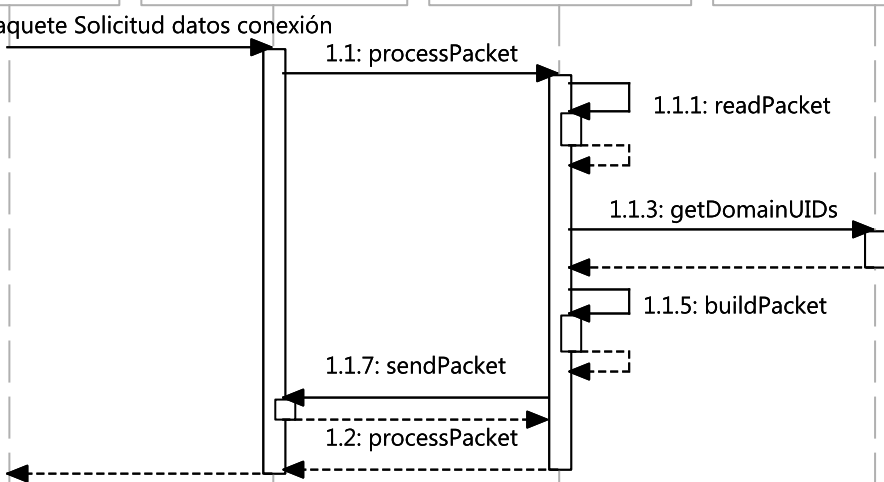 Solicitud datos conexión
1.1: processPacket
1.1.1: readPacket
1.1.3: getDomainUIDs
1.1.5: buildPacket
1.1.7: sendPacket
1.2: processPacket